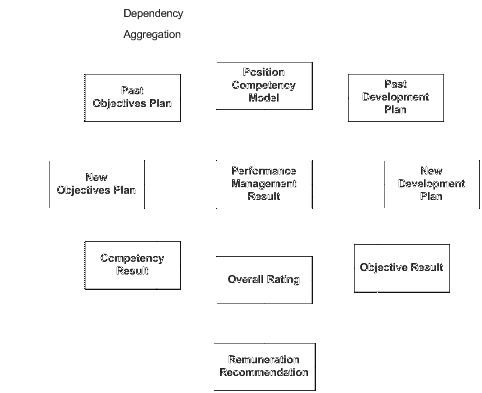 Dependency
Aggregation
Past
Objectives Plan
Position
Competency
Model
Past
Development
Plan
New
Objectives Plan
Performance
Management
Result
New
Development
Plan
Competency
Result
Overall Rating
Objective Result
Remuneration
Recommendation